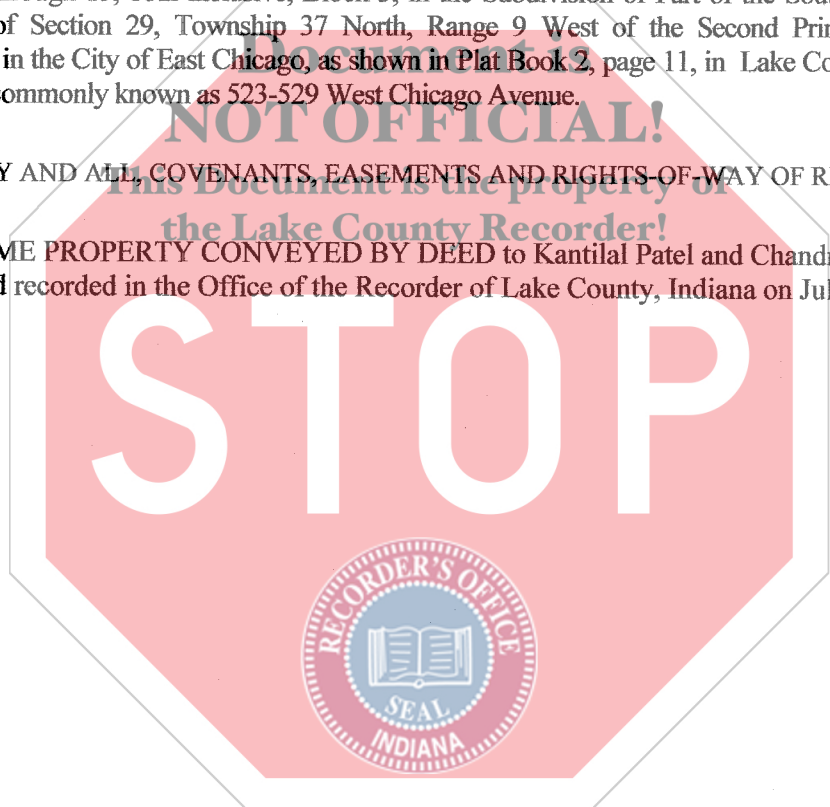 of Section 29, Township 37 North, Range 9 West of the Second Prin
in the City of East Chicago, as shown in Plat Book 2, page 11, in Lake Co
ommonly known as 523-529 West Chicago Avenue.
Document is
NOT OFFICIAL!
Y AND ALL, COVENANTS, EASEMENTS AND RIGHTS-OF-WAY OF R
This Document is the property of
the Lake County Recorder!
ME PROPERTY CONVEYED BY DEED to Kantilal Patel and Chandr
d recorded in the Office of the Recorder of Lake County, Indiana on Jul
STOP
RECORDER'S OFFICE
SEAL
INDIANA